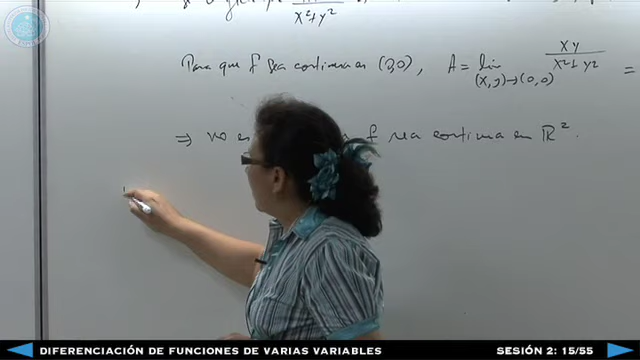 x²+y²
Para que f sea continua en (0,0), A = lim (x,y)→(0,0) xy / x²+y² =
⇒ no es f sea continua en ℝ².
DIFERENCIACIÓN DE FUNCIONES DE VARIAS VARIABLES SESIÓN 2: 15/55